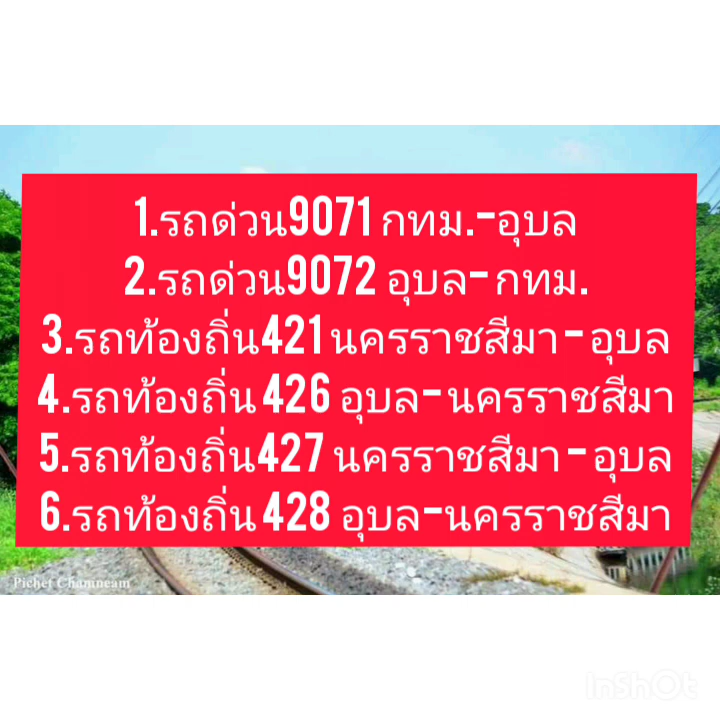 1.รถด่วน9071 กทม.-อุบล
2.รถด่วน9072 อุบล-กทม.
3.รถท้องถิ่น421 นครราชสีมา-อุบล
4.รถท้องถิ่น 426 อุบล-นครราชสีมา
5.รถท้องถิ่น427 นครราชสีมา-อุบล
6.รถท้องถิ่น 428 อุบล-นครราชสีมา
Pichet Chamneam
InShOt